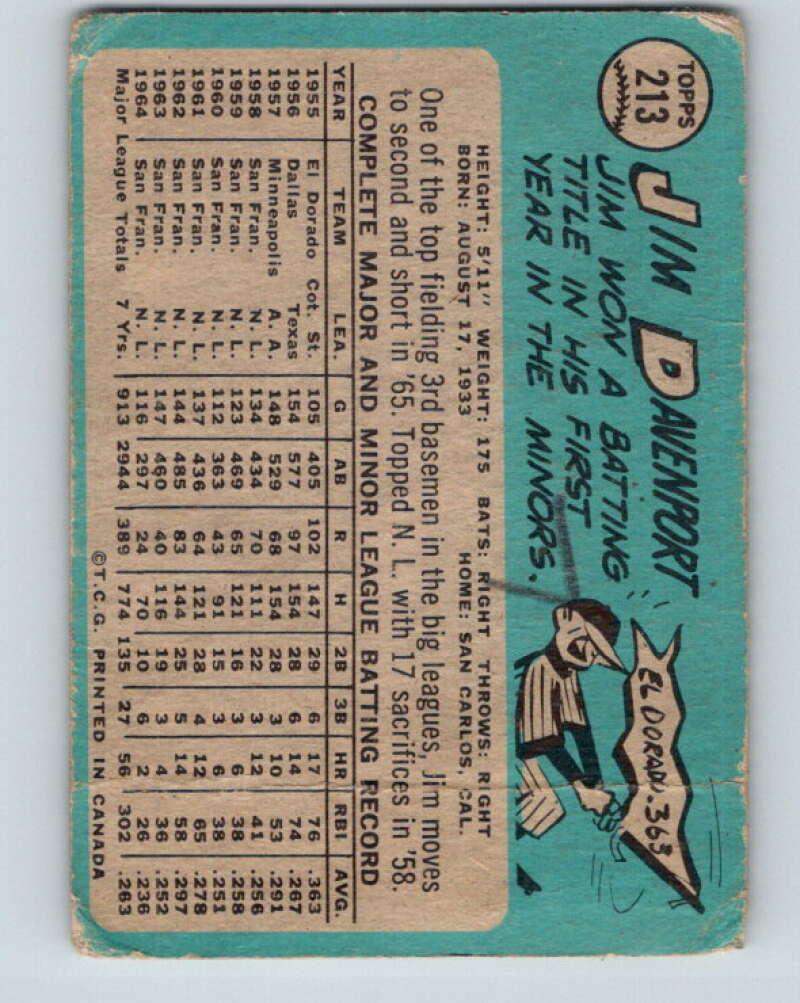 TOPPS
213
JIM DAVENPORT
JIM WON A BATTING
TITLE IN HIS FIRST
YEAR IN THE MINORS.
EL DORADO .363
HEIGHT: 5'11" WEIGHT: 175 BATS: RIGHT THROWS: RIGHT
BORN: AUGUST 17, 1933 HOME: SAN CARLOS, CAL.
One of the top fielding 3rd basemen in the big leagues, Jim moves
to second and short in '65. Topped N. L. with 17 sacrifices in '58.
COMPLETE MAJOR AND MINOR LEAGUE BATTING RECORD
YEAR TEAM LEA. G AB R H 2B 3B HR RBI AVG.
1955 El Dorado Cot. St. 105 405 102 147 29 6 17 76 .363
1956 Dallas Texas 154 577 97 154 28 6 14 74 .267
1957 Minneapolis A. A. 148 529 68 154 28 3 10 53 .291
1958 San Fran. N. L. 134 434 70 111 22 3 12 41 .256
1959 San Fran. N. L. 123 469 65 121 16 3 6 38 .258
1960 San Fran. N. L. 112 363 43 91 15 3 6 38 .251
1961 San Fran. N. L. 137 436 64 121 28 4 12 65 .278
1962 San Fran. N. L. 144 485 83 144 25 5 14 58 .297
1963 San Fran. N. L. 147 460 40 116 19 3 4 36 .252
1964 San Fran. N. L. 116 297 24 70 10 6 2 26 .236
Major League Totals 7 Yrs. 913 2944 389 774 135 27 56 302 .263
©T.C.G. PRINTED IN CANADA